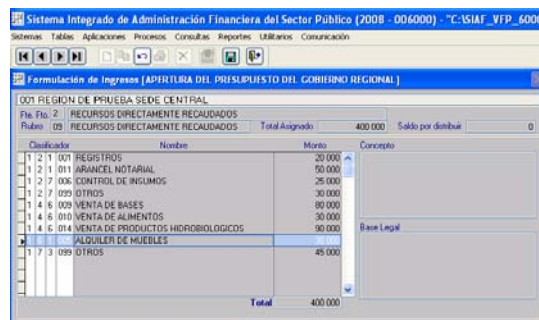 Sistema Integrado de Administración Financiera del Sector Público (2008 - 006000) - "C:\SIAF_VFP_600
Sistemas Tablas Aplicaciones Procesos Consultas Reportes Utilitarios Comunicación
Formulación de Ingresos [APERTURA DEL PRESUPUESTO DEL GOBIERNO REGIONAL]
001 REGION DE PRUEBA SEDE CENTRAL
Fte. Fto. 2 RECURSOS DIRECTAMENTE RECAUDADOS
Rubro 09 RECURSOS DIRECTAMENTE RECAUDADOS Total Asignado 400 000 Saldo por distribuir 0
Clasificador Nombre Monto Concepto
1 2 1 001 REGISTROS 20 000
1 2 1 011 ARANCEL NOTARIAL 50 000
1 2 7 006 CONTROL DE INSUMOS 25 000
1 2 7 099 OTROS 30 000
1 4 6 009 VENTA DE BASES 80 000
1 4 6 010 VENTA DE ALIMENTOS 30 000
1 4 6 014 VENTA DE PRODUCTOS HIDROBIOLOGICOS 90 000 Base Legal
ALQUILER DE MUEBLES
1 7 3 099 OTROS 45 000
Total 400 000